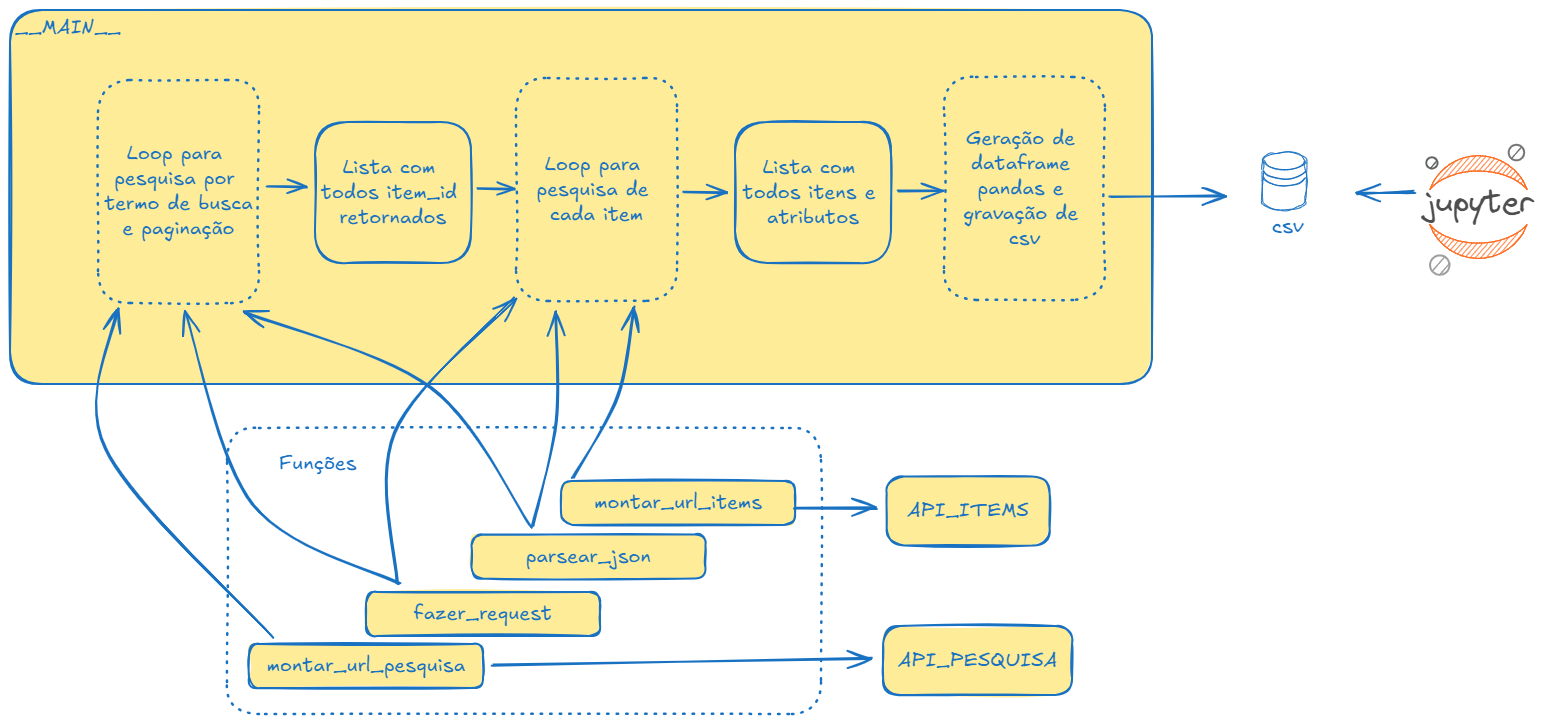 __MAIN__
Loop para
pesquisa por
termo de busca
e paginação
Lista com
todos item_id
retornados
Loop para
pesquisa de
cada item
Lista com
todos itens e
atributos
Geração de
dataframe
pandas e
gravação de
csv
csv
jupyter
Funções
montar_url_items
parsear_json
fazer_request
montar_url_pesquisa
API_ITEMS
API_PESQUISA